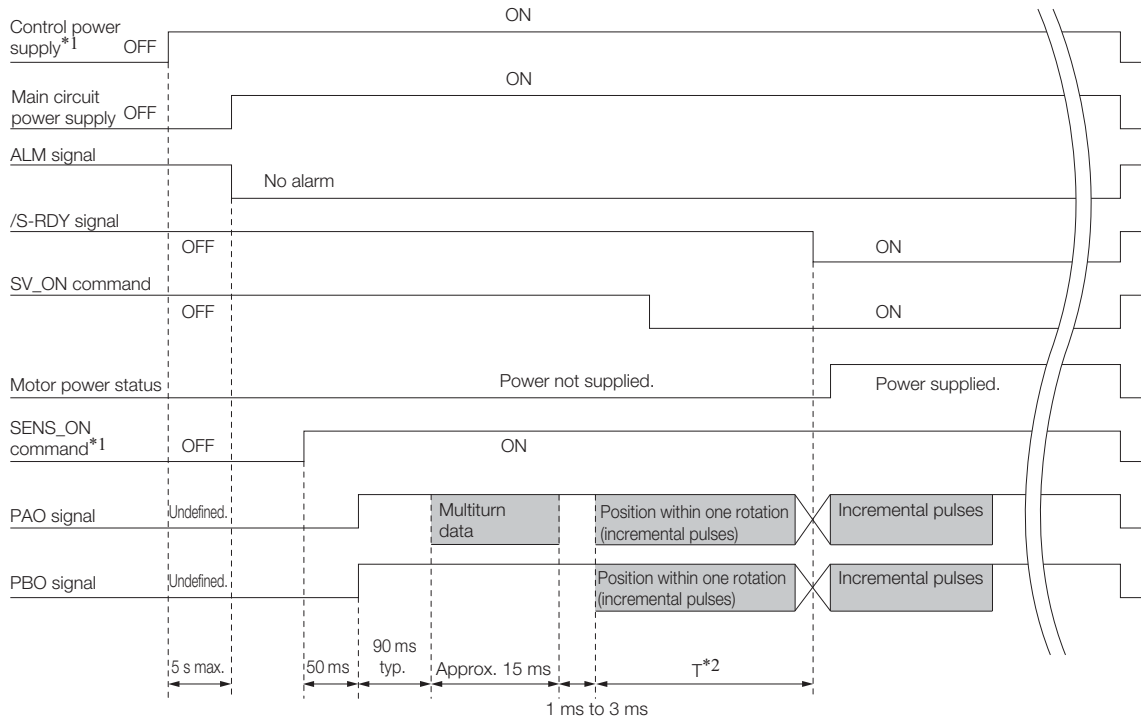 ON
Control power
supply*1 OFF
ON
Main circuit
power supply OFF
ALM signal
No alarm
/S-RDY signal
OFF ON
SV_ON command
OFF ON
Motor power status Power not supplied. Power supplied.
SENS_ON
command*1 OFF ON
PAO signal Undefined. Multiturn
data Position within one rotation
(incremental pulses) Incremental pulses
PBO signal Undefined. Position within one rotation
(incremental pulses) Incremental pulses
5 s max. 50 ms 90 ms
typ. Approx. 15 ms T*2
1 ms to 3 ms